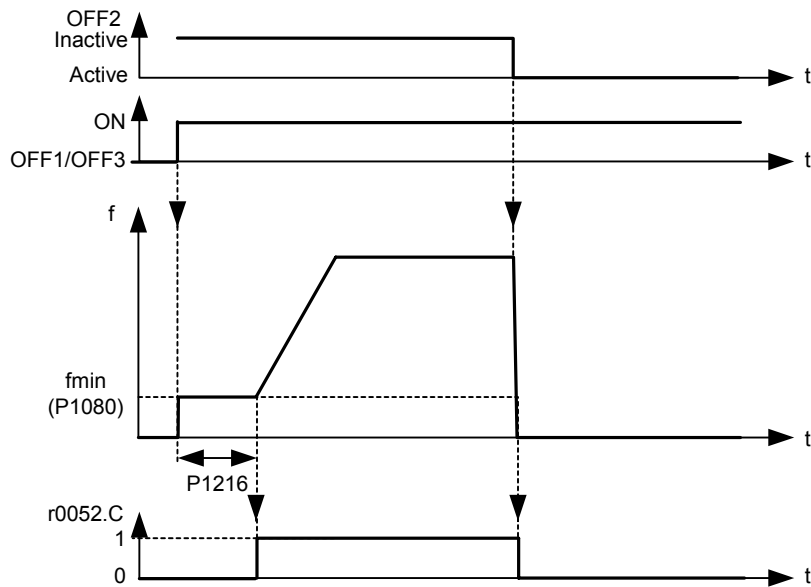 OFF2
Inactive
Active
t
ON
OFF1/OFF3
t
f
fmin
(P1080)
t
P1216
r0052.C
1
0
t